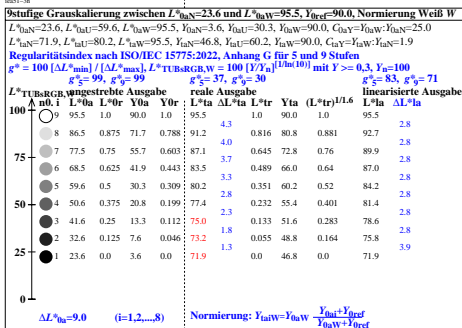 9stufige Grauskalierung zwischen L*0aN=23.6 und L*0aW=95.5, Y0ref=90.0, Normierung Weiß W
L*0aN=23.6, L*0aU=59.6, L*0aW=95.5, Y0aN=3.6, Y0aU=30.3, Y0aW=90.0, C0aY=Y0aW:Y0aN=25.0
L*taN=71.9, L*taU=80.2, L*taW=95.5, YtaN=46.8, YtaU=60.2, YtaW=90.0, CtaY=YtaW:YtaN=1.9
Regularitätsindex nach ISO/IEC 15775:2022, Anhang G für 5 und 9 Stufen
g* = 100 [ΔL*min] / [ΔL*max], L*TUBsRGB,W = 100 [Y/Yn]^[1/ln(10)] mit Y >= 0.3, Yn=100
g*5= 99, g*9= 99 g*5= 37, g*9= 30 g*5= 83, g*9= 71
L*TUBsRGB,W angestrebte Ausgabe reale Ausgabe linearisierte Ausgabe
n0. i L*0a L*0r Y0a Y0r L*ta ΔL*ta L*tr Yta (L*tr)^1/1.6 L*la ΔL*la
100 9 95.5 1.0 90.0 1.0 95.5 1.0 90.0 1.0 95.5
4.3 2.8
8 86.5 0.875 71.7 0.788 91.2 0.816 80.8 0.881 92.7
4.0 2.8
75 7 77.5 0.75 55.7 0.603 87.1 0.645 72.8 0.76 89.9
3.7 2.8
6 68.5 0.625 41.9 0.443 83.5 0.489 66.0 0.64 87.0
3.3 2.8
5 59.6 0.5 30.3 0.309 80.2 0.351 60.2 0.52 84.2
2.8 2.8
50 4 50.6 0.375 20.8 0.199 77.4 0.232 55.4 0.401 81.4
2.3 2.8
3 41.6 0.25 13.3 0.112 75.0 0.133 51.6 0.283 78.6
1.8 2.8
25 2 32.6 0.125 7.6 0.046 73.2 0.055 48.8 0.164 75.8
1.3 3.9
1 23.6 0.0 3.6 0.0 71.9 0.0 46.8 0.0 71.9
0
ΔL*0a=9.0 (i=1,2,...,8) Normierung: YtaiW=Y0aW (Y0ai+Y0ref)/(Y0aW+Y0ref)